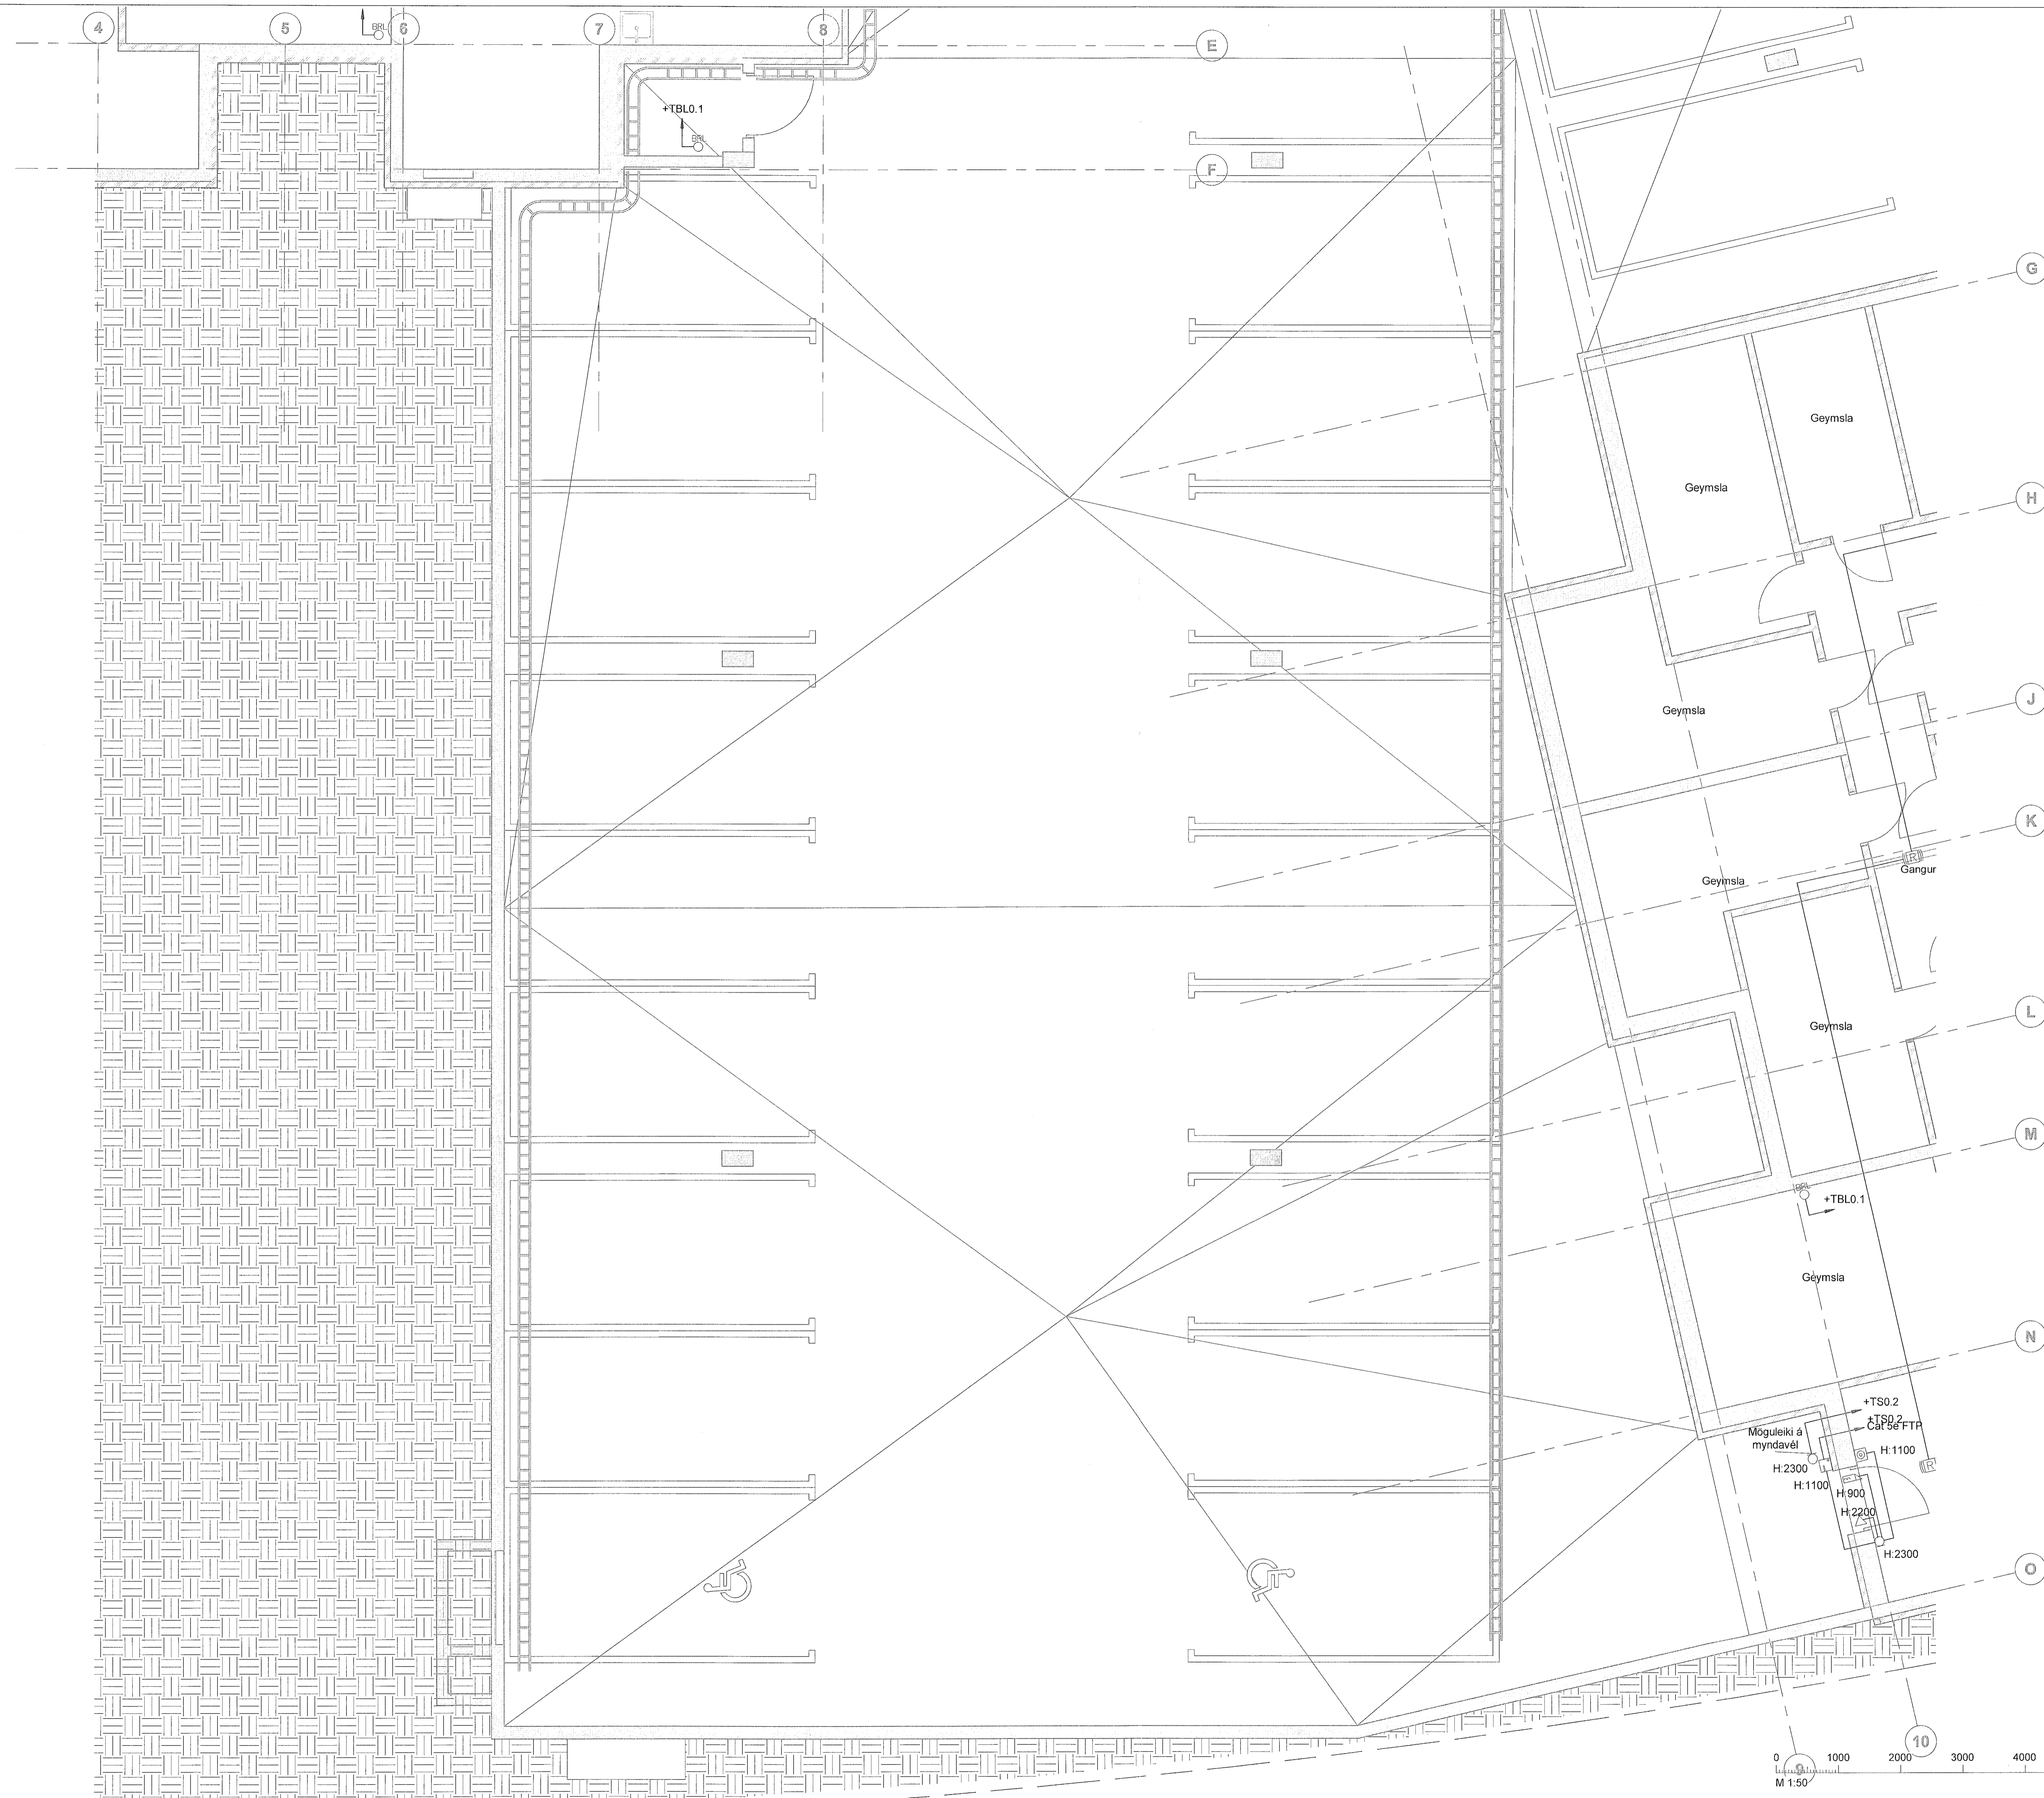 4
5
BRL
6
7
8
E
+TBL0.1
BRL
F
G
Geymsla
Geymsla
H
Geymsla
J
K
R
Geymsla
Gangur
L
Geymsla
M
BRL
+TBL0.1
Geymsla
N
+TS0.2
+TS0.2
Cat 5e FTP
Möguleiki á
myndavél
H:1100
H:2300
R
H:1100
H:900
H:2200
H:2300
O
10
9
0 1000 2000 3000 4000
M 1:50